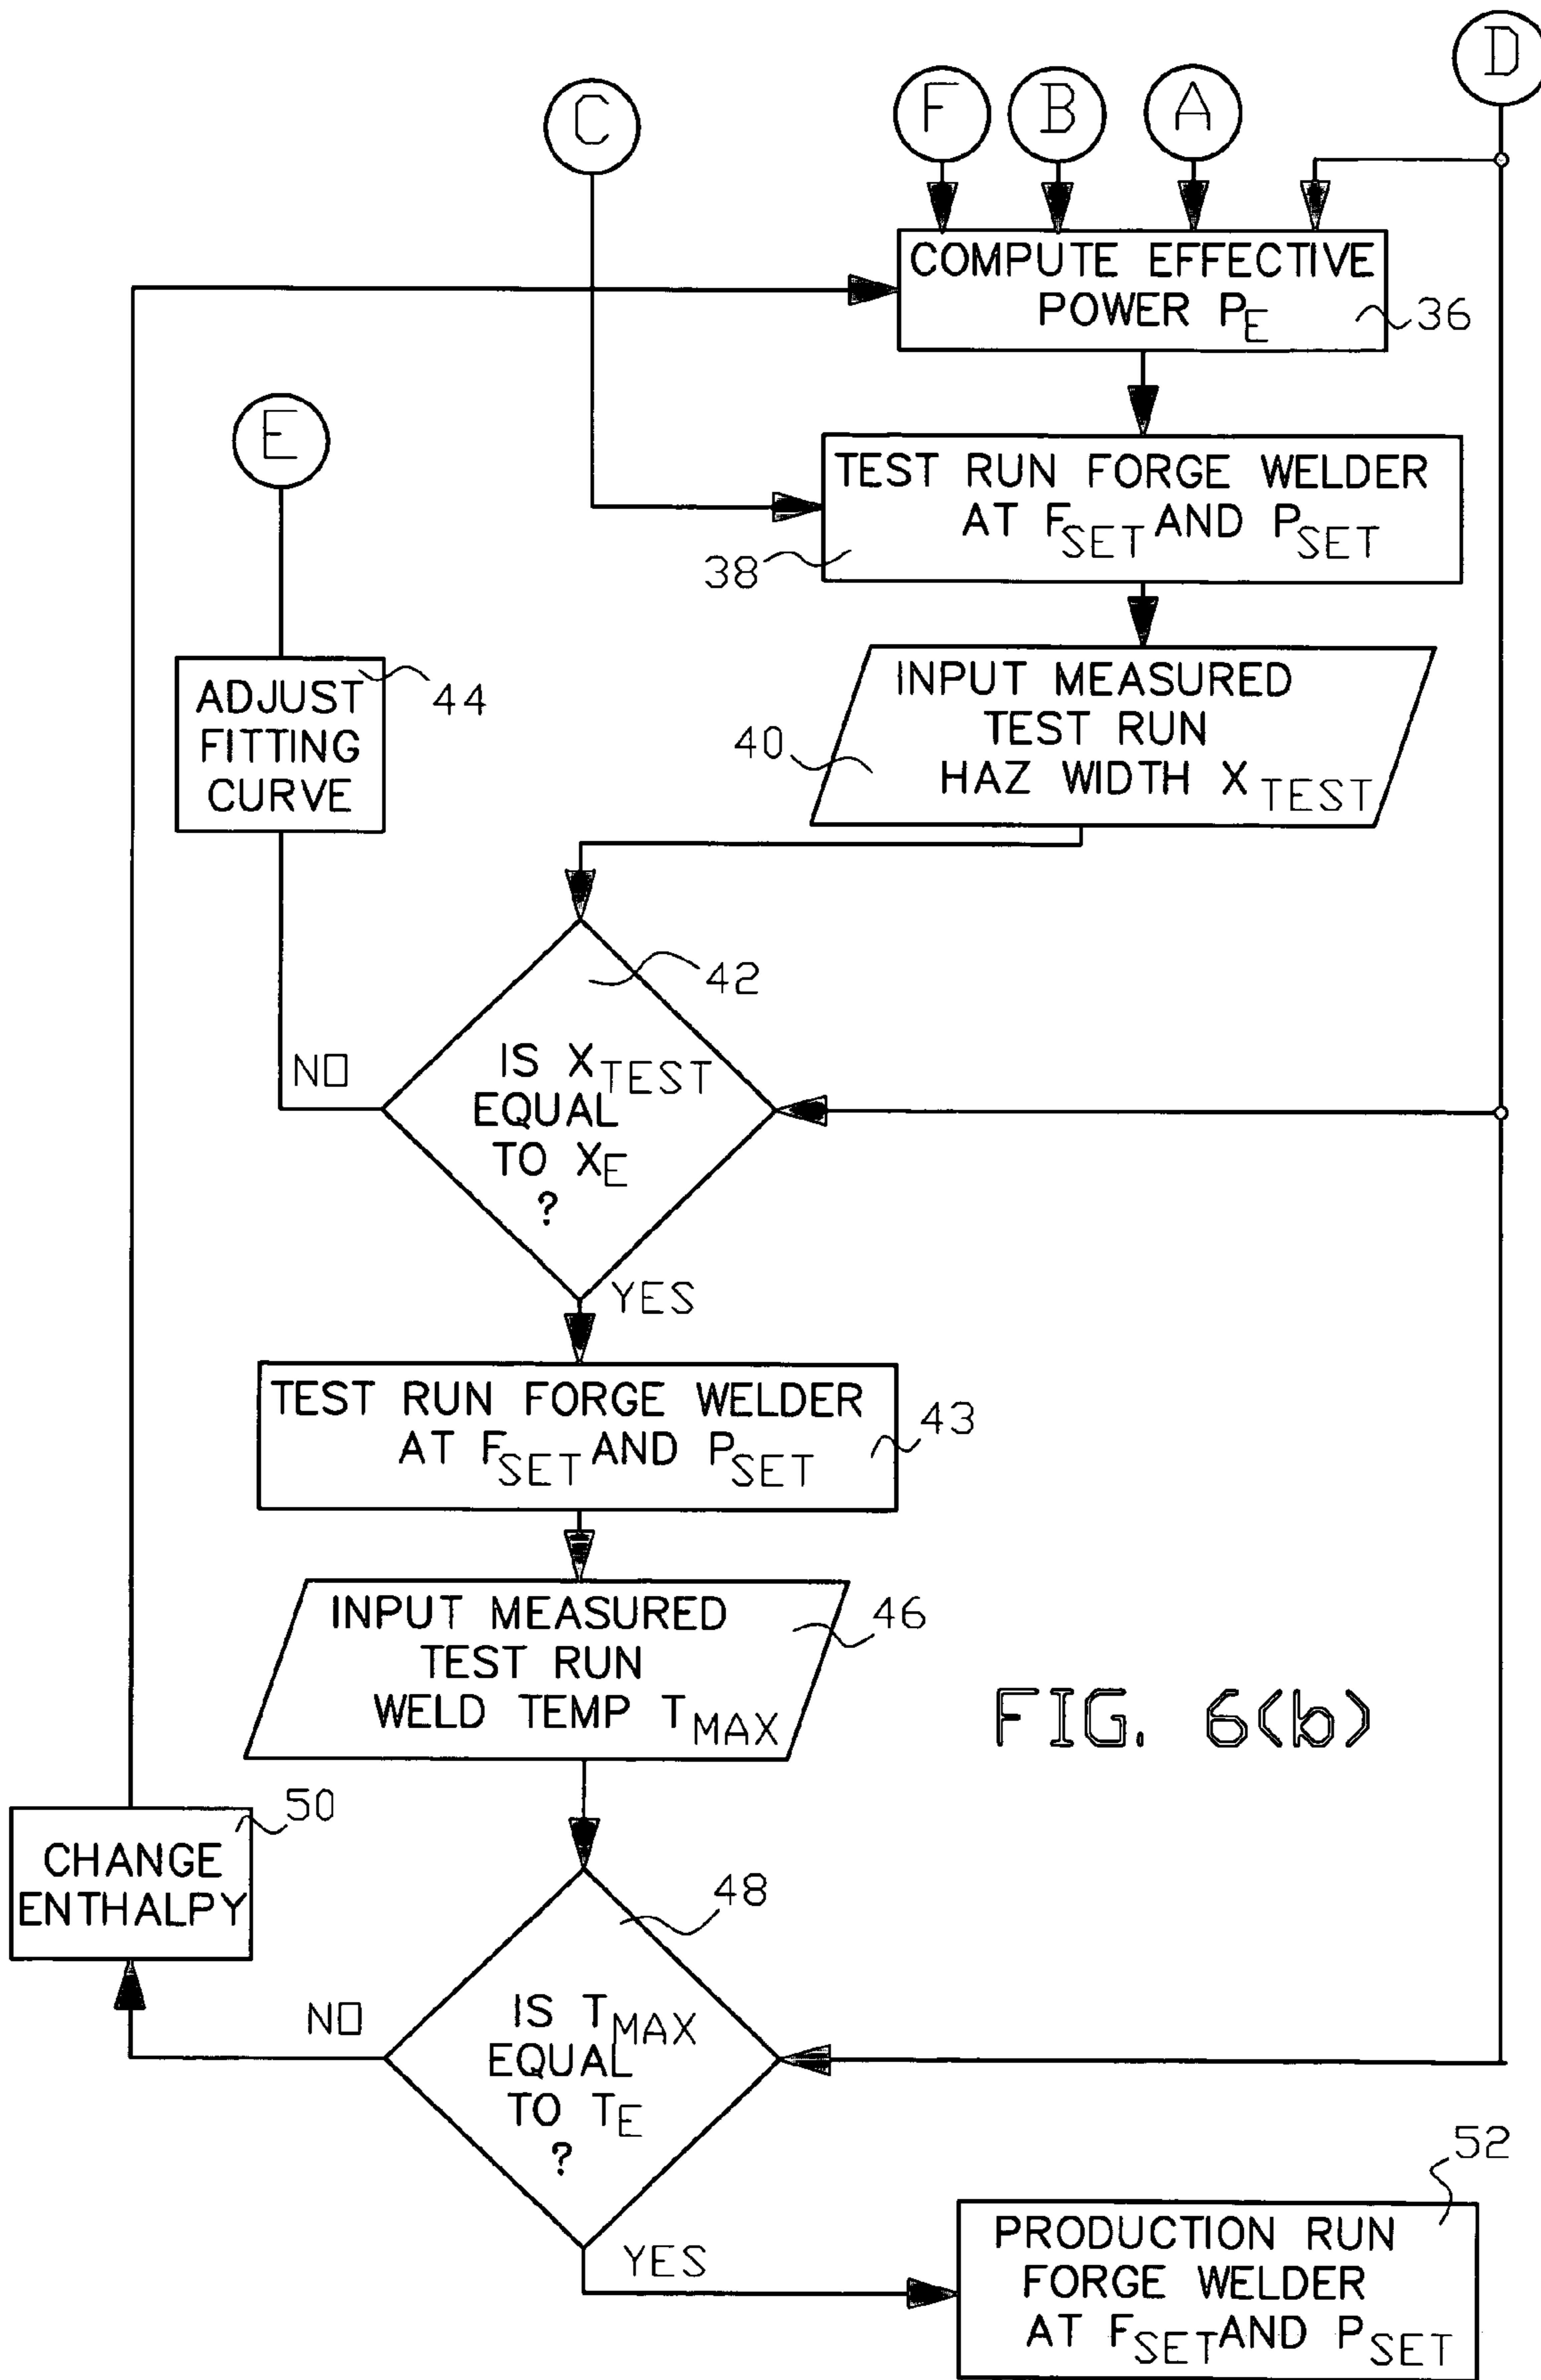 D
C
F
B
A
COMPUTE EFFECTIVE
POWER PE
36
E
TEST RUN FORGE WELDER
AT FSET AND PSET
38
INPUT MEASURED
TEST RUN
HAZ WIDTH XTEST
40
ADJUST
FITTING
CURVE
44
42
IS XTEST
EQUAL
TO XE
?
NO
YES
TEST RUN FORGE WELDER
AT FSET AND PSET
43
INPUT MEASURED
TEST RUN
WELD TEMP TMAX
46
FIG. 6(b)
50
CHANGE
ENTHALPY
48
IS TMAX
EQUAL
TO TE
?
NO
YES
52
PRODUCTION RUN
FORGE WELDER
AT FSET AND PSET